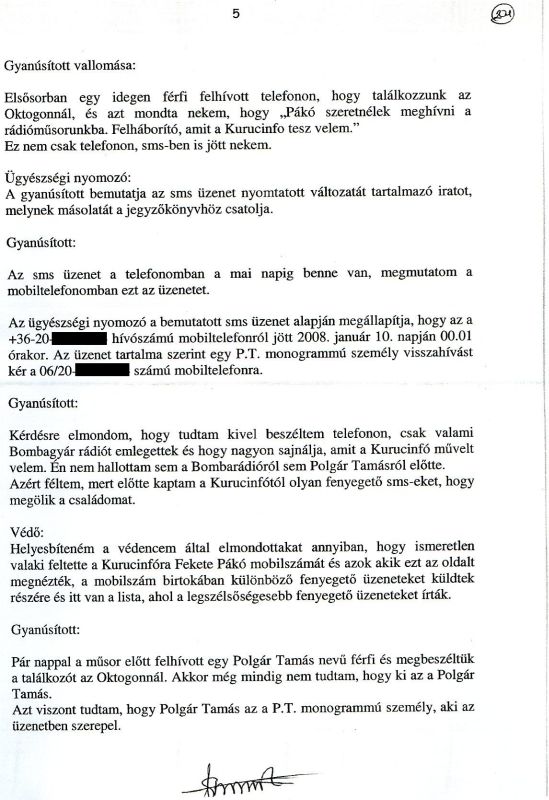 5
201
Gyanúsított vallomása:
Elsősorban egy idegen férfi felhívott telefonon, hogy találkozzunk az
Oktogonnál, és azt mondta nekem, hogy „Pákó szeretnélek meghívni a
rádióműsorunkba. Felháborító, amit a Kurucinfo tesz velem.”
Ez nem csak telefonon, sms-ben is jött nekem.
Ügyészségi nyomozó:
A gyanúsított bemutatja az sms üzenet nyomtatott változatát tartalmazó iratot,
melynek másolatát a jegyzőkönyvhöz csatolja.
Gyanúsított:
Az sms üzenet a telefonomban a mai napig benne van, megmutatom a
mobiltelefonomban ezt az üzenetet.
Az ügyészségi nyomozó a bemutatott sms üzenet alapján megállapítja, hogy az a
+36-20- hívószámú mobiltelefonról jött 2008. január 10. napján 00.01
órakor. Az üzenet tartalma szerint egy P.T. monogrammú személy visszahívást
kér a 06/20- számú mobiltelefonra.
Gyanúsított:
Kérdésre elmondom, hogy tudtam kivel beszéltem telefonon, csak valami
Bombagyár rádiót emlegettek és hogy nagyon sajnálja, amit a Kurucinfó művelt
velem. Én nem hallottam sem a Bombarádióról sem Polgár Tamásról előtte.
Azért féltem, mert előtte kaptam a Kurucinfótól olyan fenyegető sms-eket, hogy
megölik a családomat.
Védő:
Helyesbíteném a védencem által elmondottakat annyiban, hogy ismeretlen
valaki feltette a Kurucinfóra Fekete Pákó mobilszámát és azok akik ezt az oldalt
megnézték, a mobilszám birtokában különböző fenyegető üzeneteket küldtek
részére és itt van a lista, ahol a legszélsőségesebb fenyegető üzeneteket írták.
Gyanúsított:
Pár nappal a műsor előtt felhívott egy Polgár Tamás nevű férfi és megbeszéltük
a találkozót az Oktogonnál. Akkor még mindig nem tudtam, hogy ki az a Polgár
Tamás.
Azt viszont tudtam, hogy Polgár Tamás az a P.T. monogrammú személy, aki az
üzenetben szerepel.